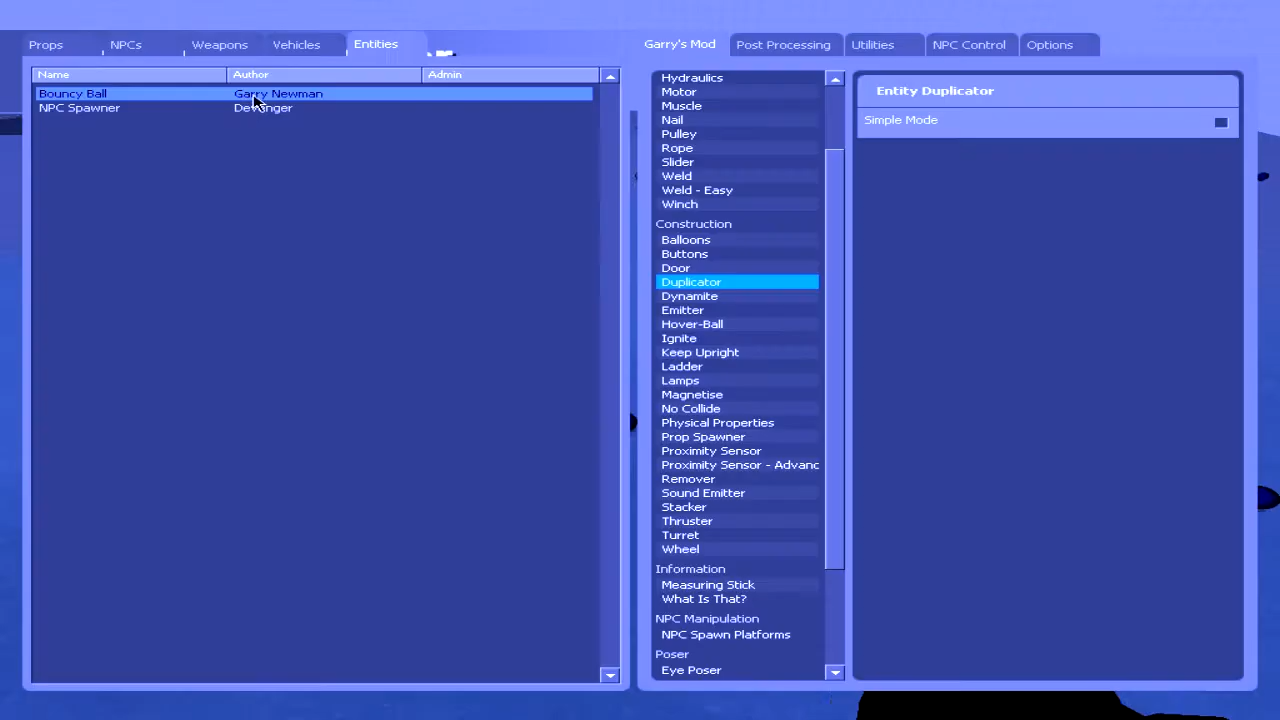 Props NPCs Weapons Vehicles Entities
Name Author Admin
Bouncy Ball Garry Newman
NPC Spawner
Garry's Mod Post Processing Utilities NPC Control Options
Hydraulics
Motor
Muscle
Nail
Pulley
Rope
Slider
Weld
Weld - Easy
Winch
Construction
Balloons
Buttons
Door
Duplicator
Dynamite
Emitter
Hover-Ball
Ignite
Keep Upright
Ladder
Lamps
Magnetise
No Collide
Physical Properties
Prop Spawner
Proximity Sensor
Proximity Sensor - Advanc
Remover
Sound Emitter
Stacker
Thruster
Turret
Wheel
Information
Measuring Stick
What Is That?
NPC Manipulation
NPC Spawn Platforms
Poser
Eye Poser
Entity Duplicator
Simple Mode